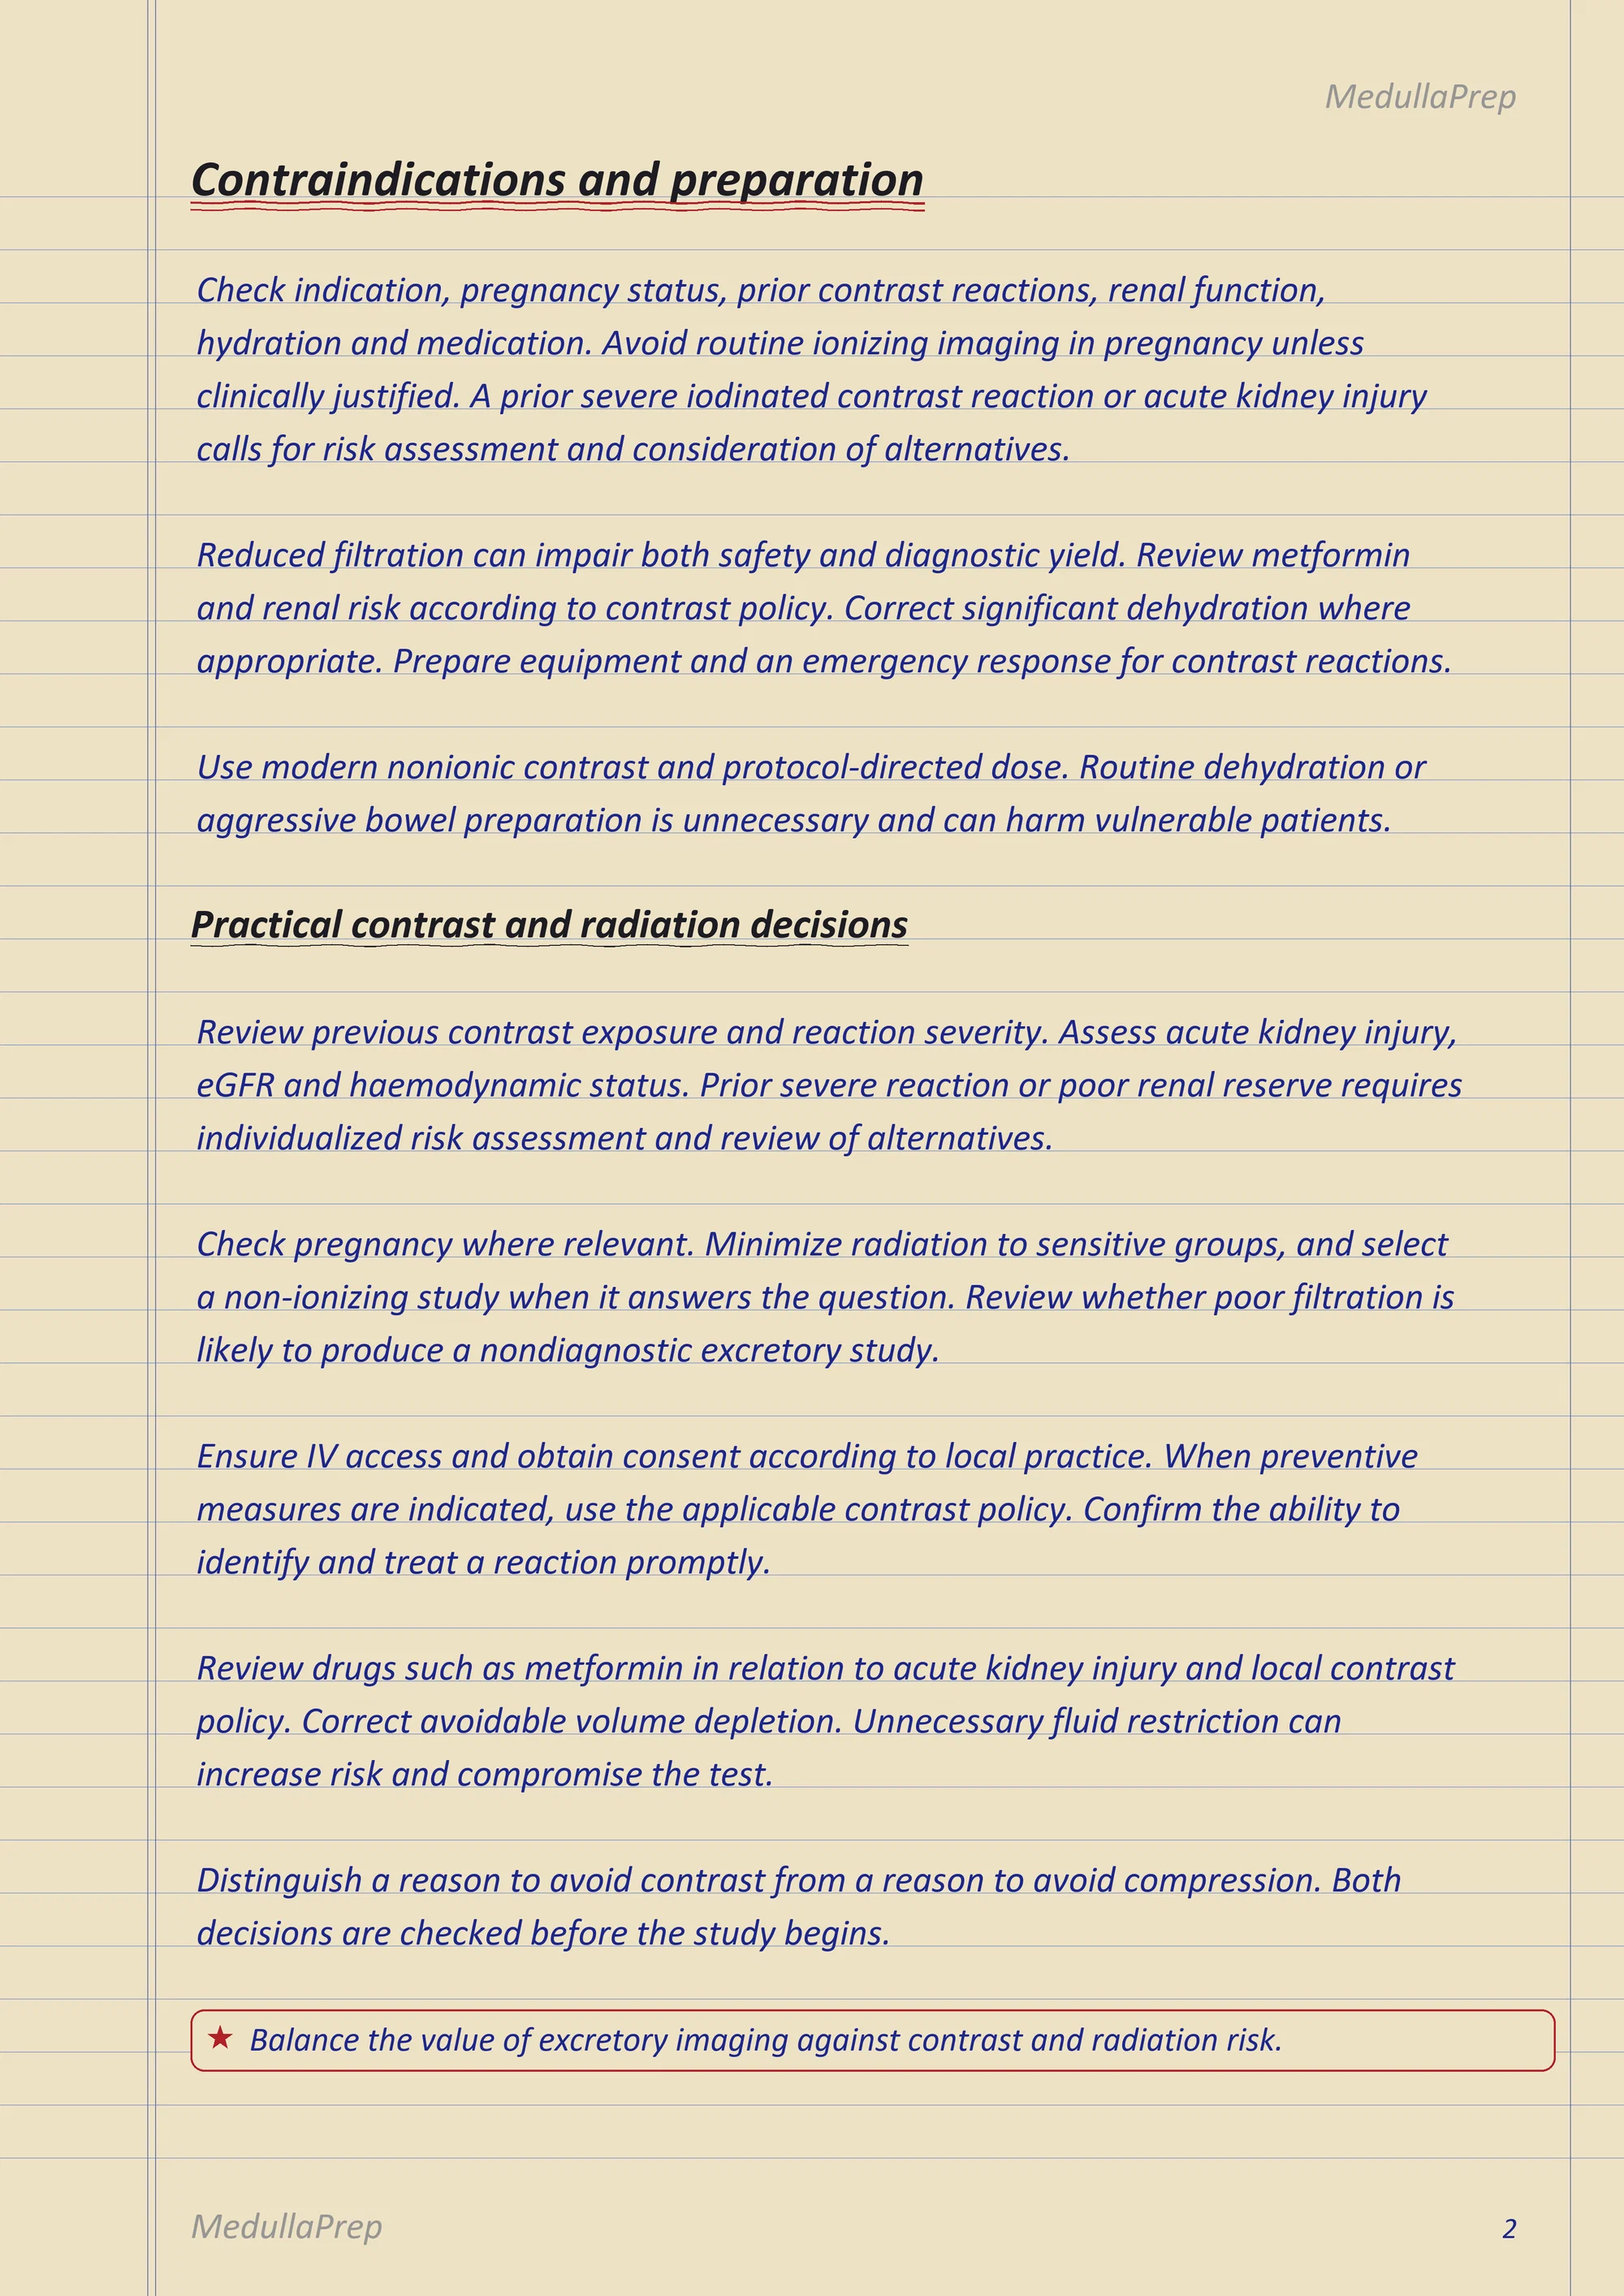 MedullaPrep
Contraindications and preparation
Check indication, pregnancy status, prior contrast reactions, renal function,
hydration and medication. Avoid routine ionizing imaging in pregnancy unless
clinically justified. A prior severe iodinated contrast reaction or acute kidney injury
calls for risk assessment and consideration of alternatives.
Reduced filtration can impair both safety and diagnostic yield. Review metformin
and renal risk according to contrast policy. Correct significant dehydration where
appropriate. Prepare equipment and an emergency response for contrast reactions.
Use modern nonionic contrast and protocol-directed dose. Routine dehydration or
aggressive bowel preparation is unnecessary and can harm vulnerable patients.
Practical contrast and radiation decisions
Review previous contrast exposure and reaction severity. Assess acute kidney injury,
eGFR and haemodynamic status. Prior severe reaction or poor renal reserve requires
individualized risk assessment and review of alternatives.
Check pregnancy where relevant. Minimize radiation to sensitive groups, and select
a non-ionizing study when it answers the question. Review whether poor filtration is
likely to produce a nondiagnostic excretory study.
Ensure IV access and obtain consent according to local practice. When preventive
measures are indicated, use the applicable contrast policy. Confirm the ability to
identify and treat a reaction promptly.
Review drugs such as metformin in relation to acute kidney injury and local contrast
policy. Correct avoidable volume depletion. Unnecessary fluid restriction can
increase risk and compromise the test.
Distinguish a reason to avoid contrast from a reason to avoid compression. Both
decisions are checked before the study begins.
★ Balance the value of excretory imaging against contrast and radiation risk.
MedullaPrep
2